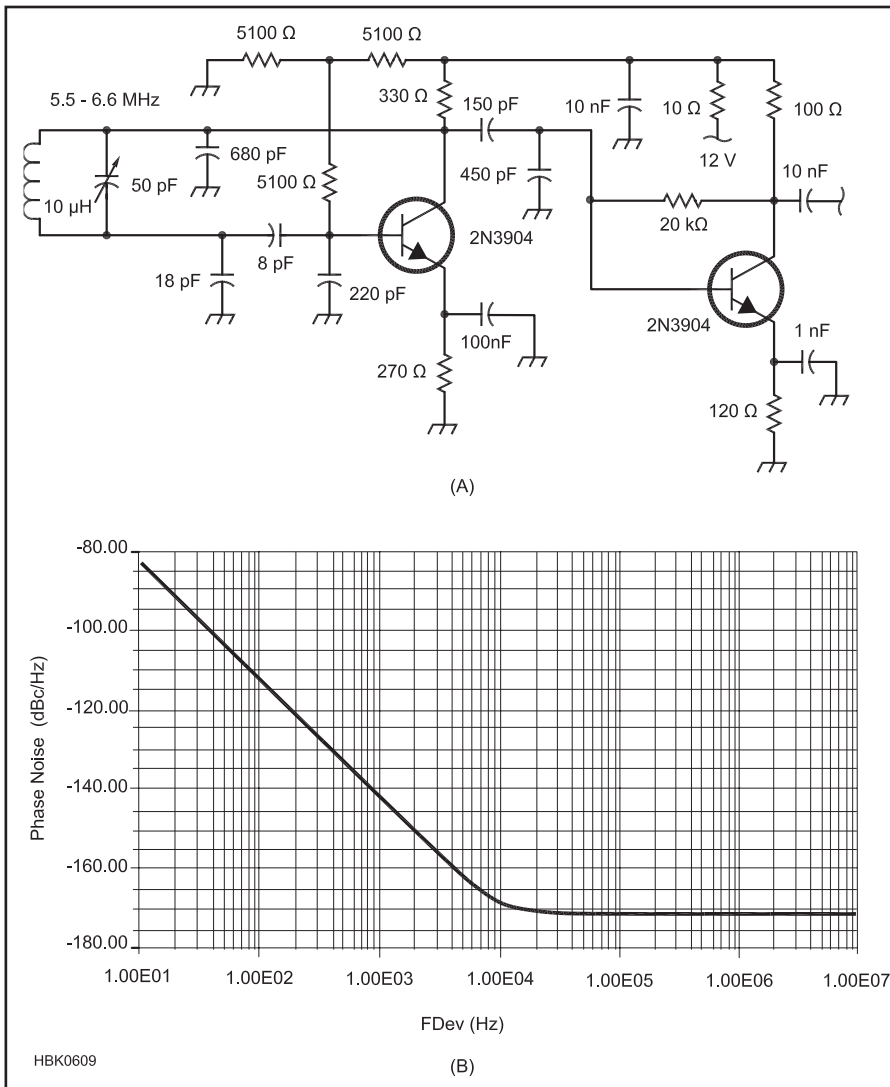 5100 Ω
5100 Ω
5.5 - 6.6 MHz
330 Ω
150 pF
10 nF
10 Ω
100 Ω
12 V
680 pF
5100 Ω
450 pF
10 nF
50 pF
10 µH
20 kΩ
2N3904
18 pF
8 pF
220 pF
2N3904
100nF
1 nF
270 Ω
120 Ω
(A)
-80.00
-100.00
-120.00
-140.00
-160.00
-180.00
Phase Noise (dBc/Hz)
1.00E01
1.00E02
1.00E03
1.00E04
1.00E05
1.00E06
1.00E07
FDev (Hz)
HBK0609
(B)